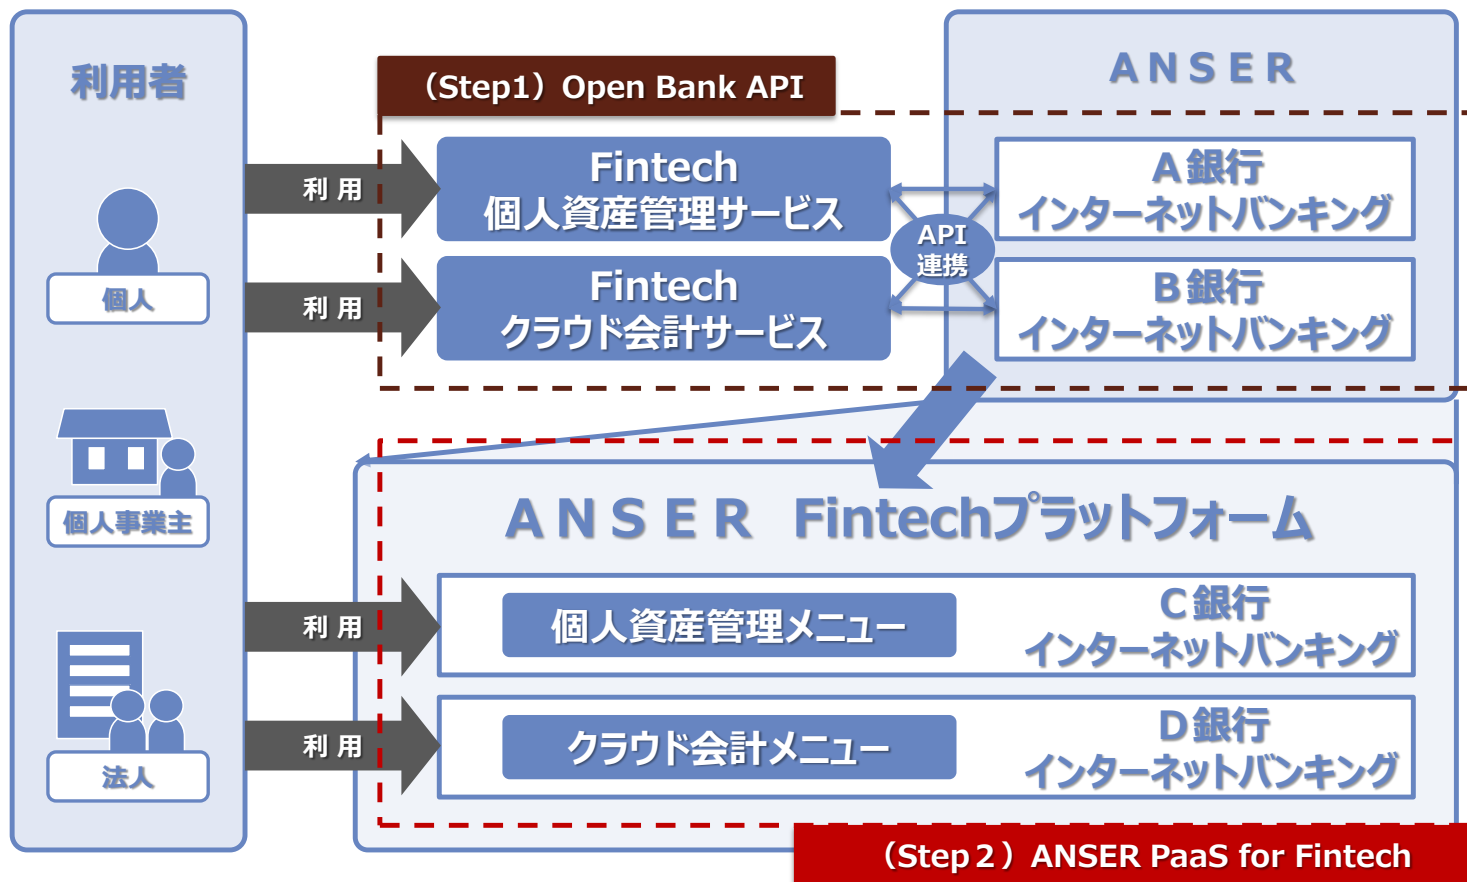 利用者
個人
個人事業主
法人
(Step1) Open Bank API
ANSER
利用
Fintech
個人資産管理サービス
利用
Fintech
クラウド会計サービス
API
連携
A銀行
インターネットバンキング
B銀行
インターネットバンキング
ANSER Fintechプラットフォーム
利用
個人資産管理メニュー
C銀行
インターネットバンキング
利用
クラウド会計メニュー
D銀行
インターネットバンキング
(Step2) ANSER PaaS for Fintech